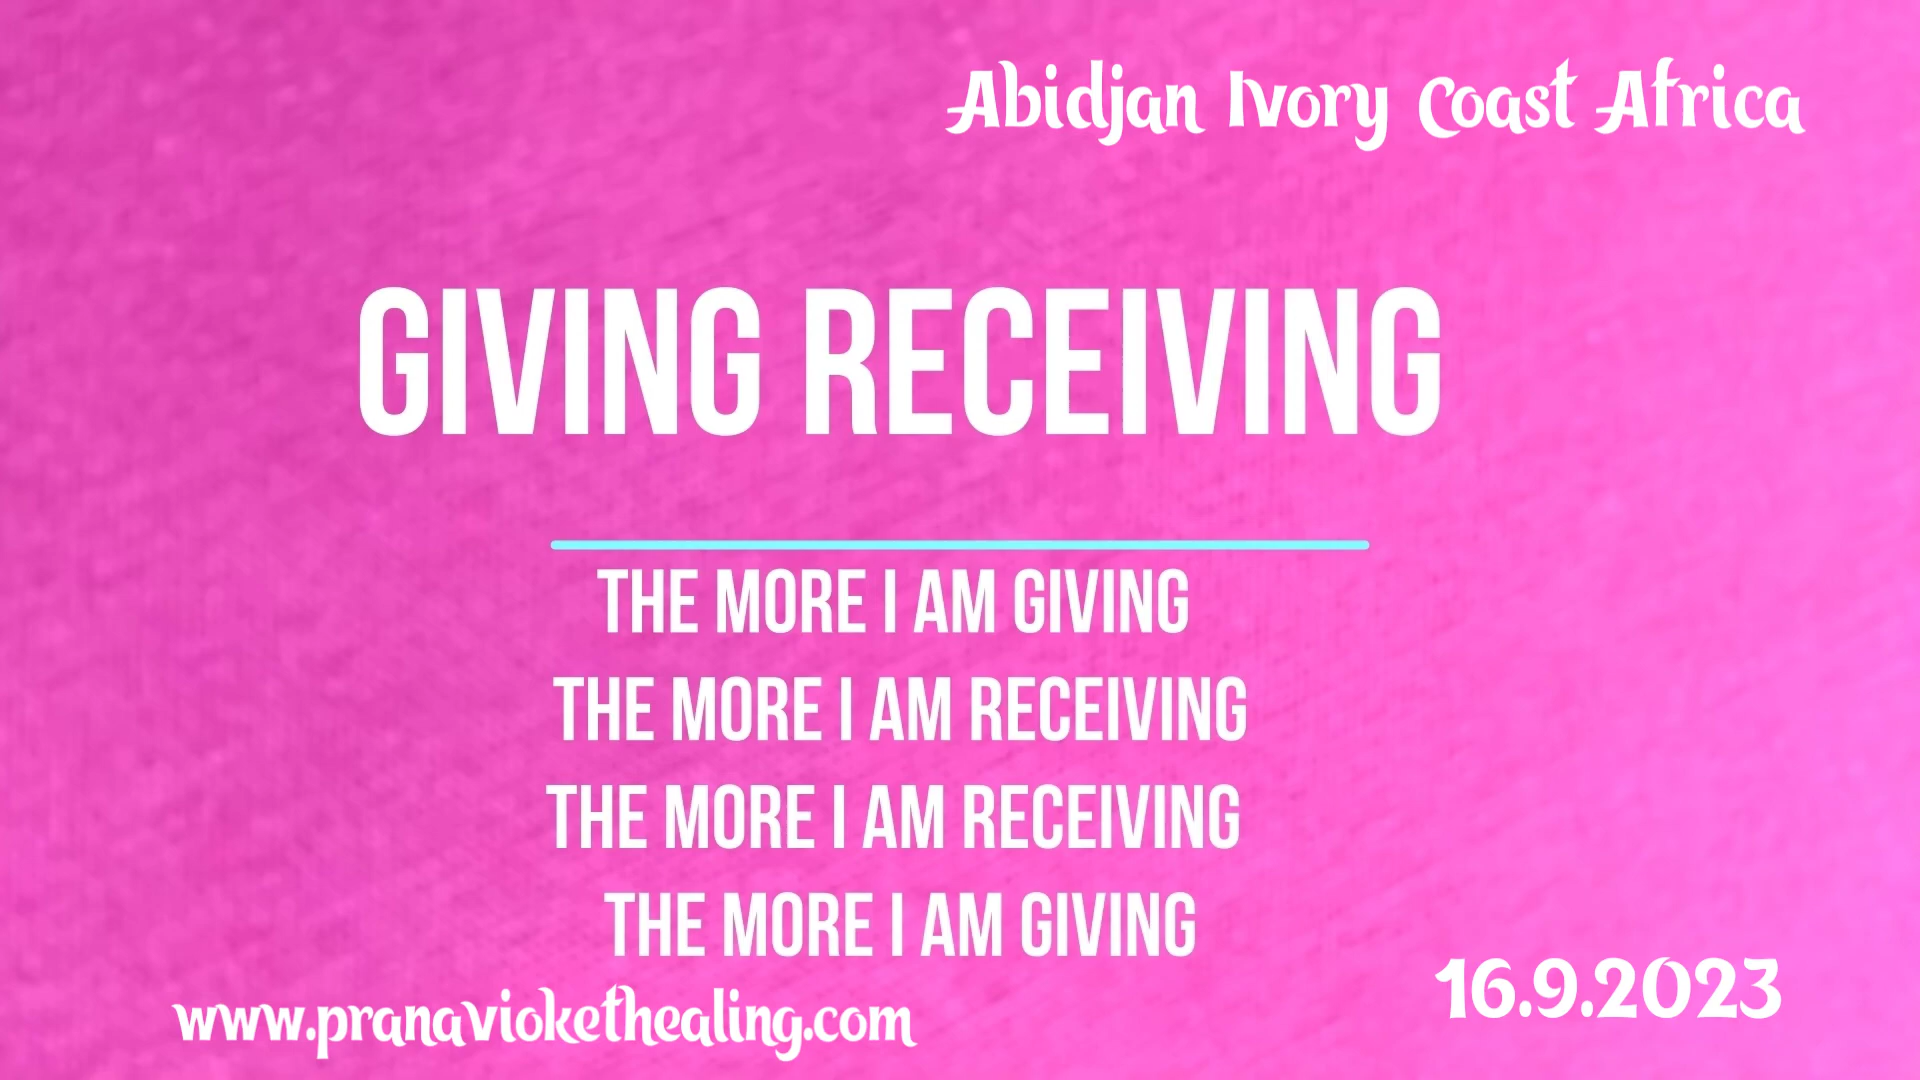 Abidjan Ivory Coast Africa
GIVING RECEIVING
THE MORE I AM GIVING
THE MORE I AM RECEIVING
THE MORE I AM RECEIVING
THE MORE I AM GIVING
www.pranaviokethealing.com
16.9.2023